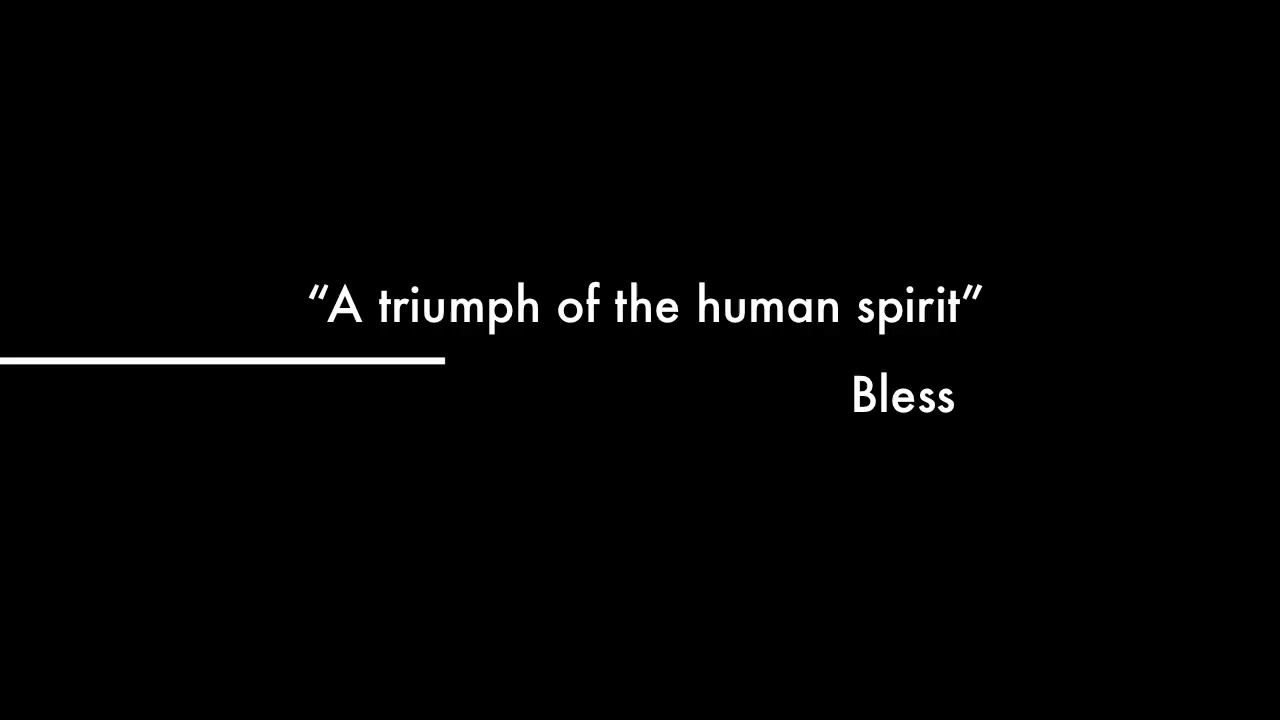 “A triumph of the human spirit”
Bless